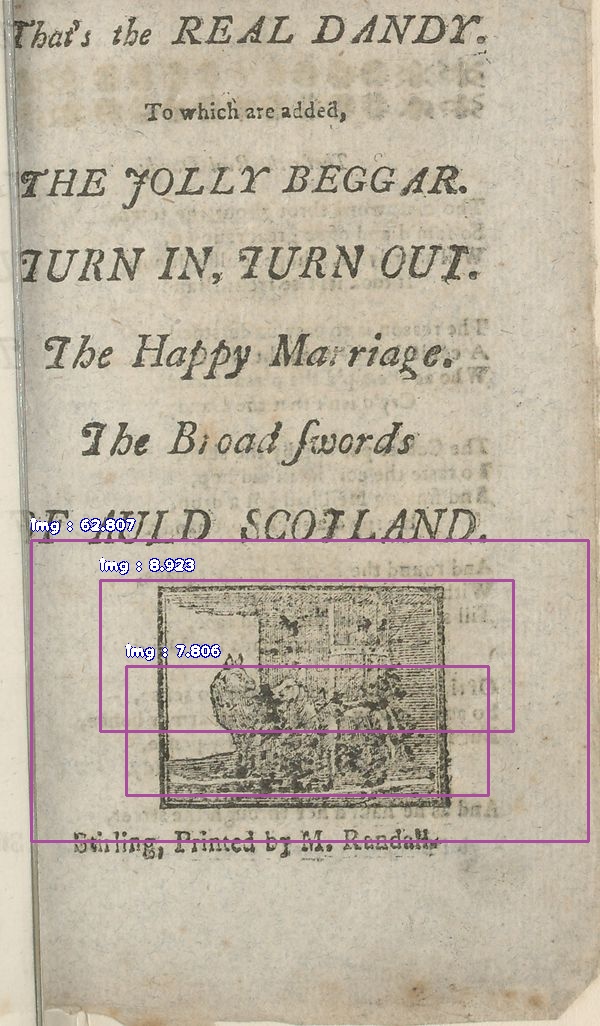 That's the REAL DANDY.
To which are added,
THE JOLLY BEGGAR.
TURN IN, TURN OUT.
The Happy Marriage.
The Broad ſwords
OF AULD SCOTLAND.
img : 62.807
img : 8.923
img : 7.806
Stirling, Printed by M. Randall.